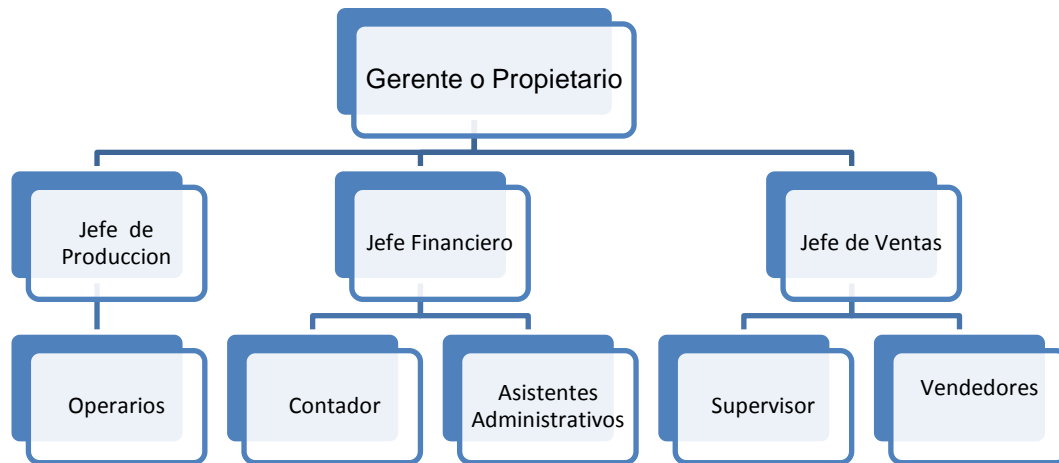 Gerente o Propietario
Jefe de
Produccion
Jefe Financiero
Jefe de Ventas
Operarios
Contador
Asistentes
Administrativos
Supervisor
Vendedores